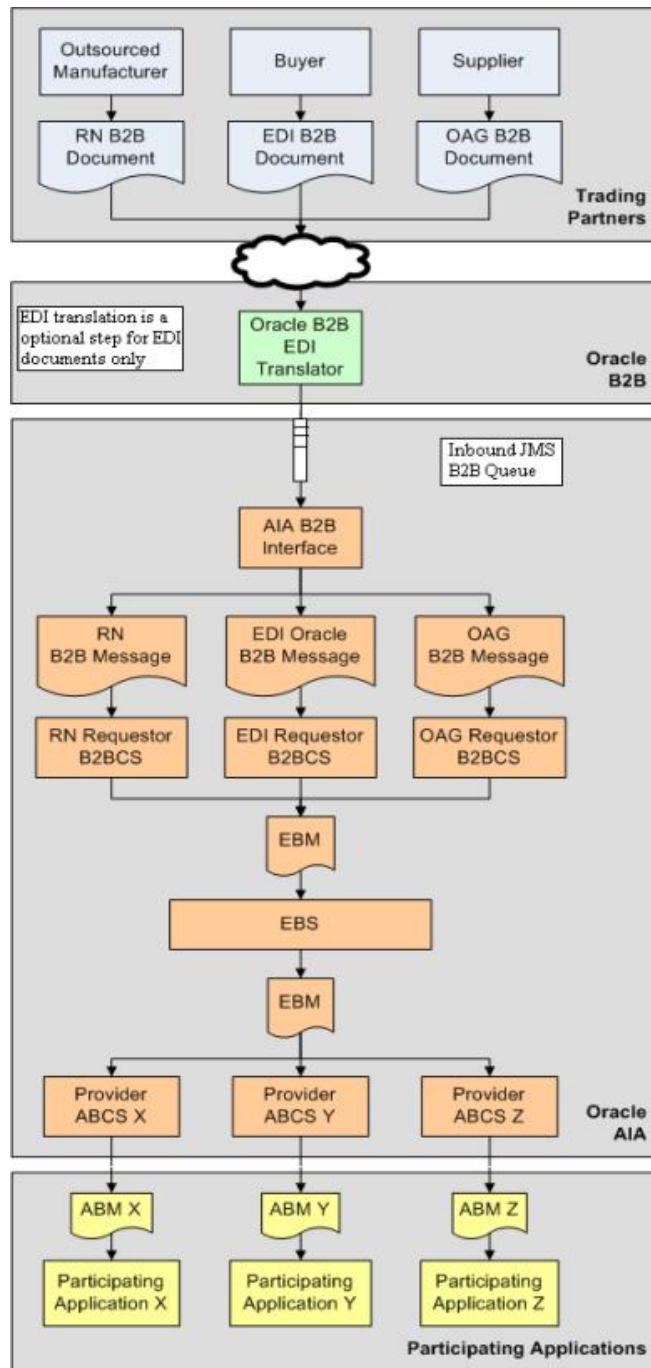 Outsourced
Manufacturer
Buyer
Supplier
RN B2B
Document
EDI B2B
Document
OAG B2B
Document
Trading
Partners
EDI translation is a
optional step for EDI
documents only
Oracle B2B
EDI
Translator
Oracle
B2B
Inbound JMS
B2B Queue
AIA B2B
Interface
RN
B2B Message
EDI Oracle
B2B Message
OAG
B2B Message
RN Requestor
B2BCS
EDI Requestor
B2BCS
OAG Requestor
B2BCS
EBM
EBS
EBM
Provider
ABCS X
Provider
ABCS Y
Provider
ABCS Z
Oracle
AIA
ABM X
ABM Y
ABM Z
Participating
Application X
Participating
Application Y
Participating
Application Z
Participating Applications